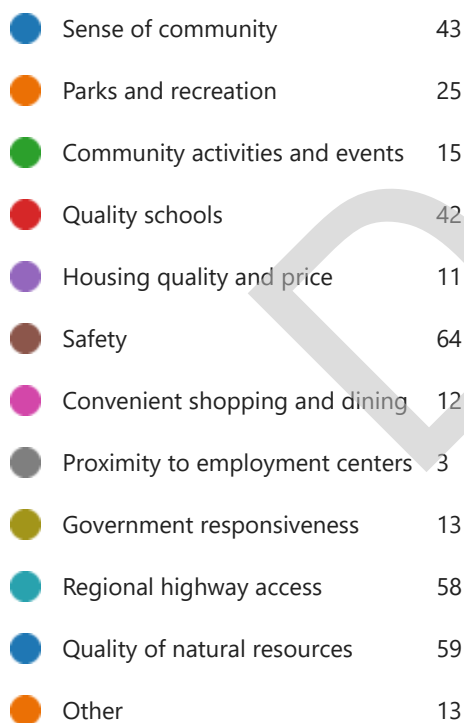 Sense of community 43
Parks and recreation 25
Community activities and events 15
Quality schools 42
Housing quality and price 11
Safety 64
Convenient shopping and dining 12
Proximity to employment centers 3
Government responsiveness 13
Regional highway access 58
Quality of natural resources 59
Other 13